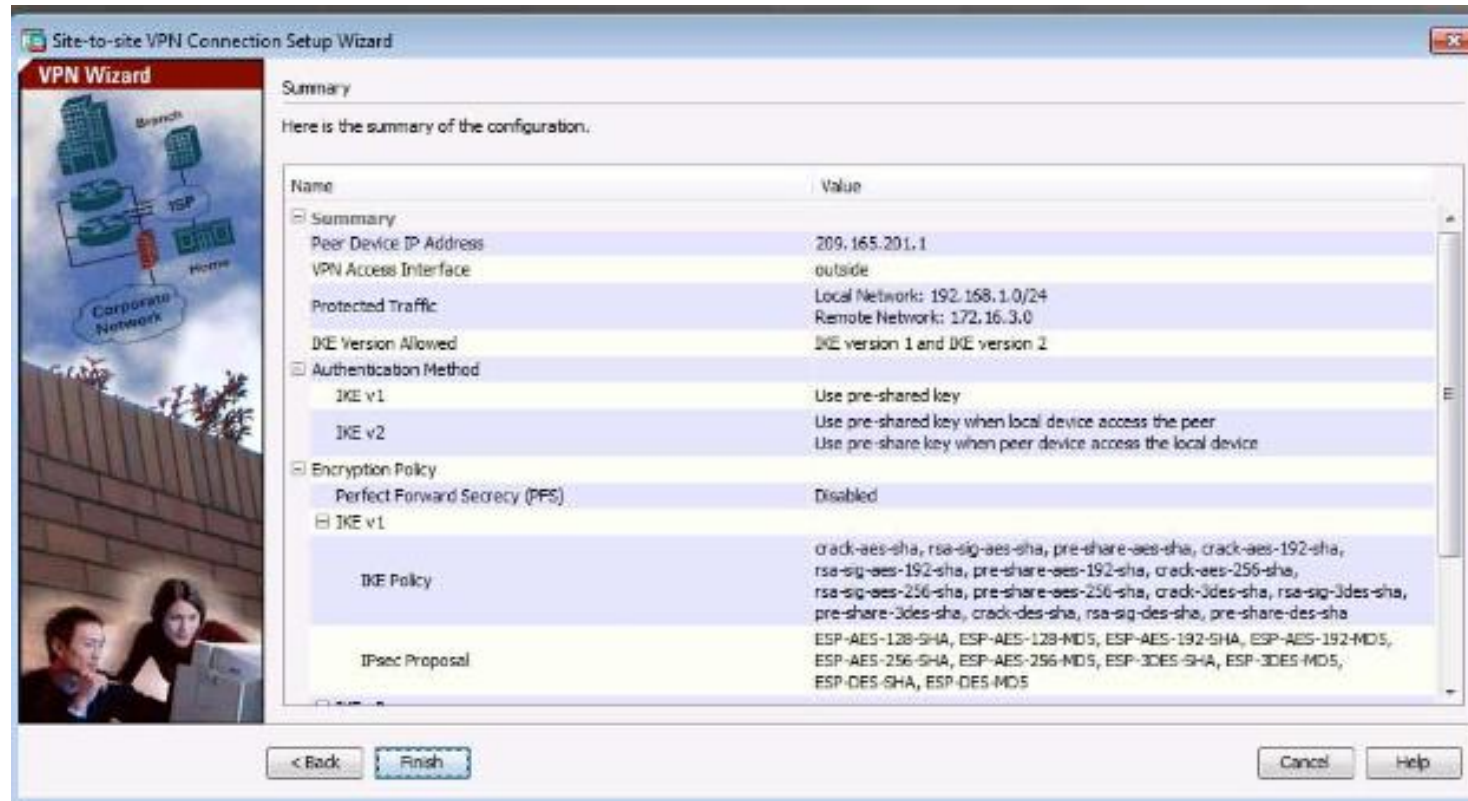 Site-to-site VPN Connection Setup Wizard
VPN Wizard
Branch
ISP
Home
Corporate
Network
Summary
Here is the summary of the configuration.
Name Value
Summary
Peer Device IP Address 209.165.201.1
VPN Access Interface outside
Protected Traffic Local Network: 192.168.1.0/24
Remote Network: 172.16.3.0
IKE Version Allowed IKE version 1 and IKE version 2
Authentication Method
IKE v1 Use pre-shared key
IKE v2 Use pre-shared key when local device access the peer
Use pre-share key when peer device access the local device
Encryption Policy
Perfect Forward Secrecy (PFS) Disabled
IKE v1
IKE Policy crack-aes-sha, rsa-sig-aes-sha, pre-share-aes-sha, crack-aes-192-sha,
rsa-sig-aes-192-sha, pre-share-aes-192-sha, crack-aes-256-sha,
rsa-sig-aes-256-sha, pre-share-aes-256-sha, crack-3des-sha, rsa-sig-3des-sha,
pre-share-3des-sha, crack-des-sha, rsa-sig-des-sha, pre-share-des-sha
IPsec Proposal ESP-AES-128-SHA, ESP-AES-128-MD5, ESP-AES-192-SHA, ESP-AES-192-MD5,
ESP-AES-256-SHA, ESP-AES-256-MD5, ESP-3DES-SHA, ESP-3DES-MD5,
ESP-DES-SHA, ESP-DES-MD5
< Back Finish Cancel Help